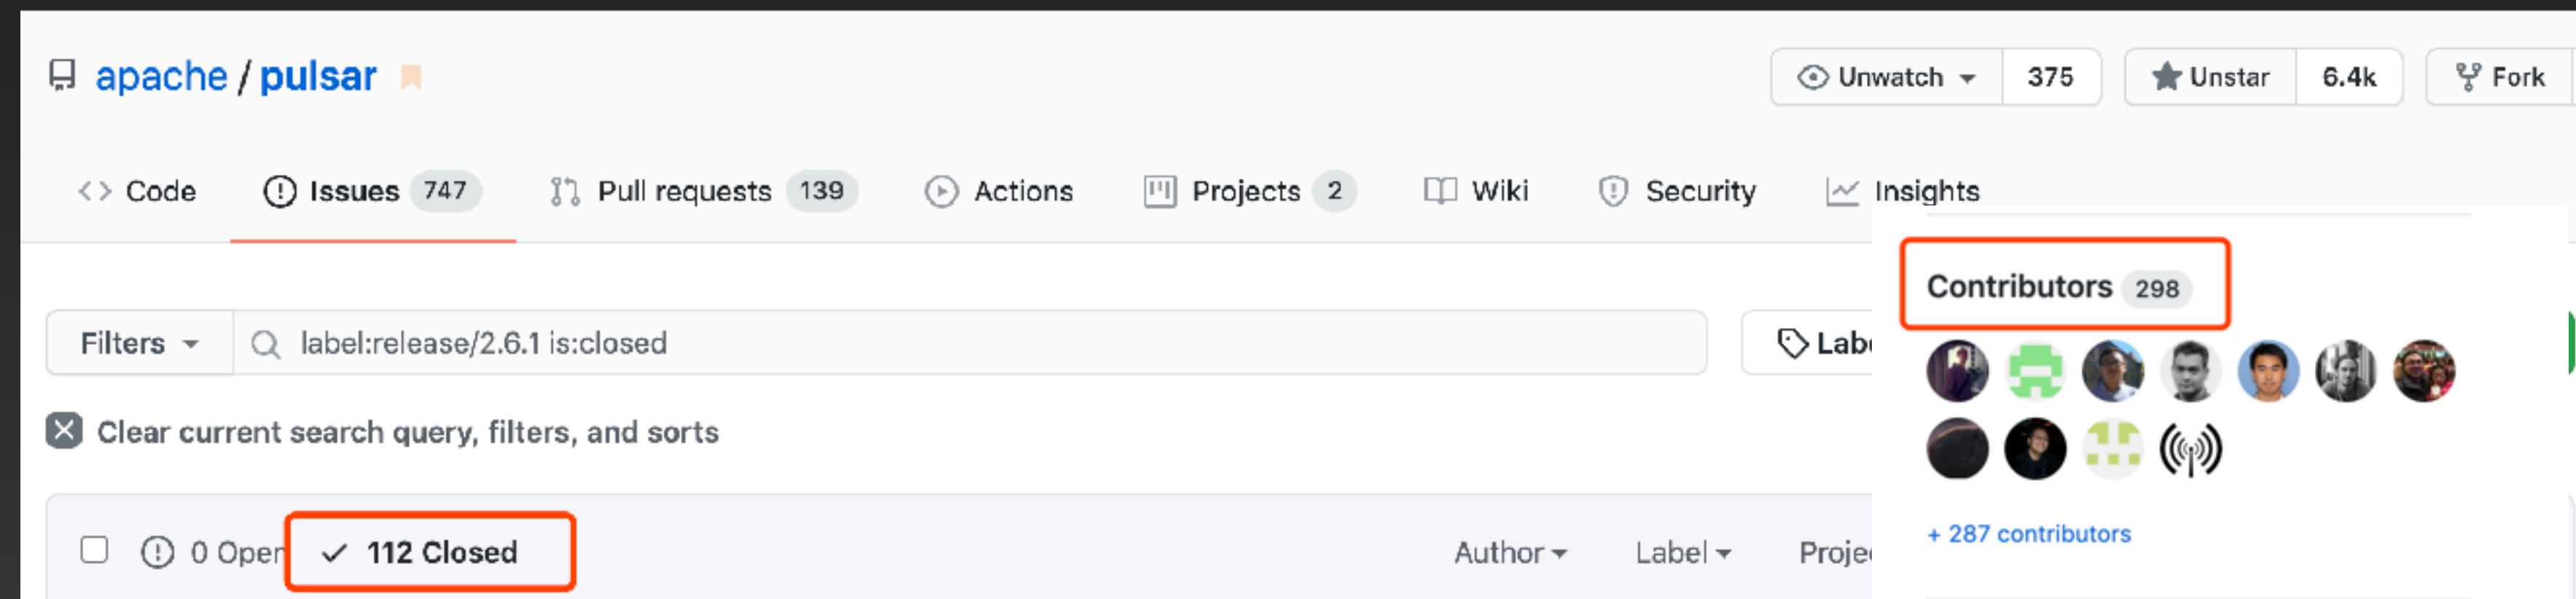 apache / pulsar
Unwatch 375 Unstar 6.4k Fork
Code Issues 747 Pull requests 139 Actions Projects 2 Wiki Security Insights
Contributors 298
Filters label:release/2.6.1 is:closed
Clear current search query, filters, and sorts
+ 287 contributors
0 Open 112 Closed Author Label